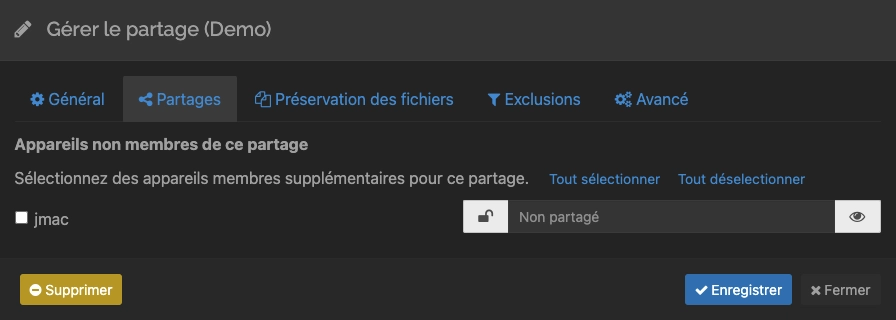 Gérer le partage (Demo)
Général Partages Préservation des fichiers Exclusions Avancé
Appareils non membres de ce partage
Sélectionnez des appareils membres supplémentaires pour ce partage. Tout sélectionner Tout déselectionner
jmac Non partagé
Supprimer Enregistrer Fermer